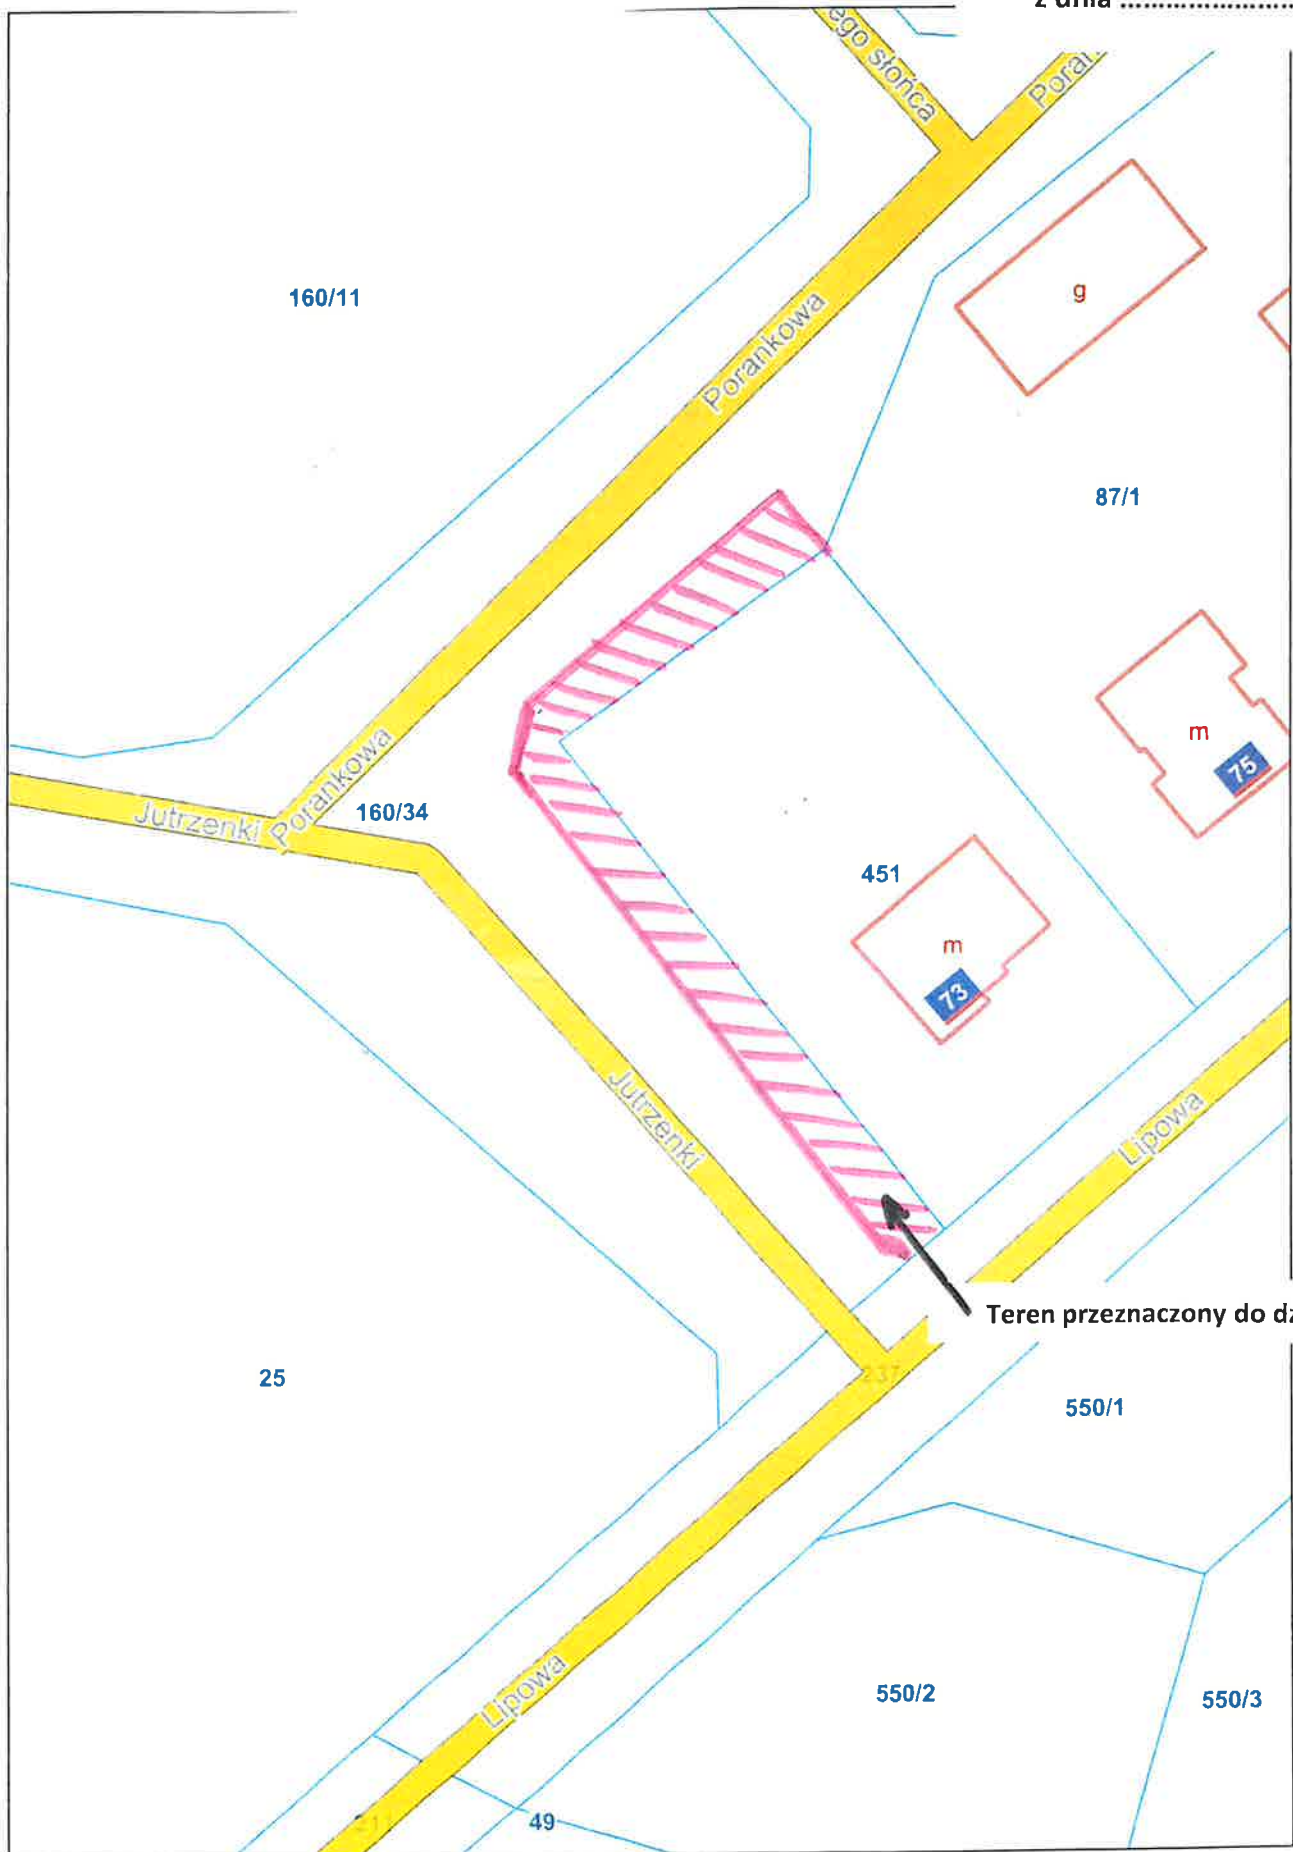 z dnia ........................
ego słońca
Poran
160/11
g
Porankowa
87/1
m
75
Porankowa
Jutrzenki
160/34
451
m
73
Jutrzenki
Lipowa
Teren przeznaczony do dz
237
25
550/1
Lipowa
550/2
550/3
49